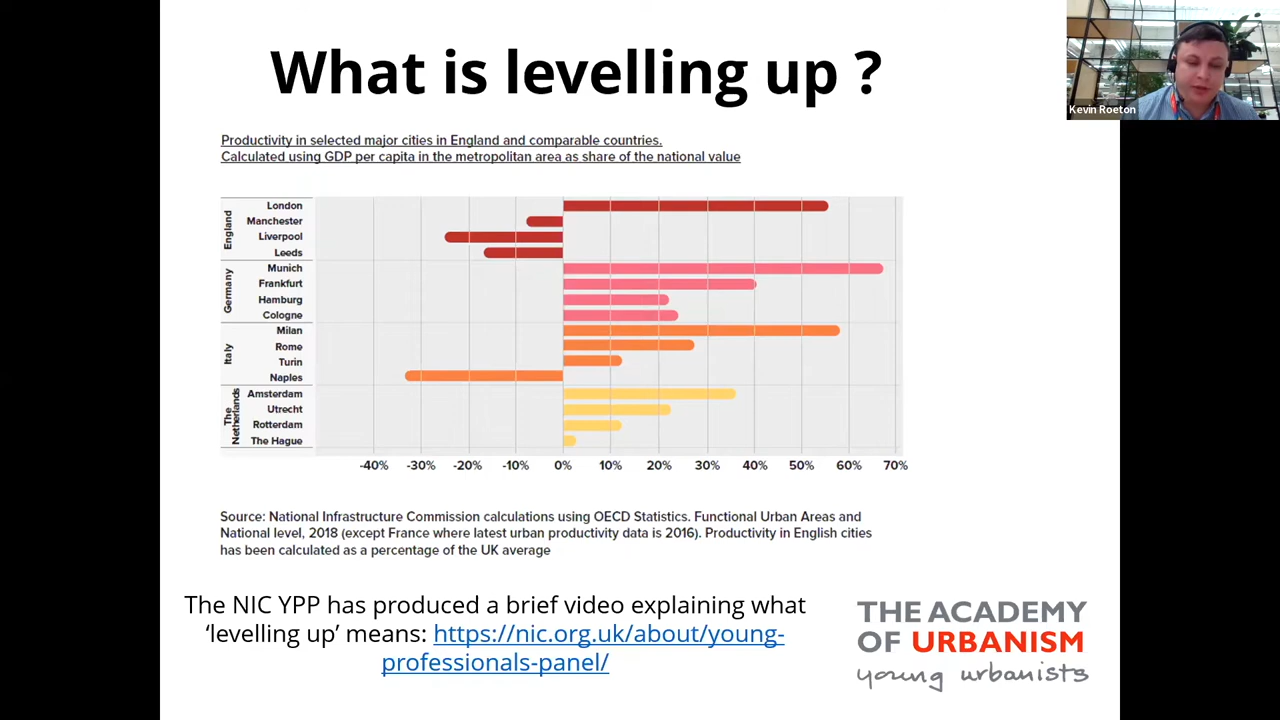 What is levelling up ?
Kevin Roeton
Productivity in selected major cities in England and comparable countries.
Calculated using GDP per capita in the metropolitan area as share of the national value
England
London
Manchester
Liverpool
Leeds
Germany
Munich
Frankfurt
Hamburg
Cologne
Italy
Milan
Rome
Turin
Naples
The
Netherlands
Amsterdam
Utrecht
Rotterdam
The Hague
-40% -30% -20% -10% 0% 10% 20% 30% 40% 50% 60% 70%
Source: National Infrastructure Commission calculations using OECD Statistics. Functional Urban Areas and
National level, 2018 (except France where latest urban productivity data is 2016). Productivity in English cities
has been calculated as a percentage of the UK average
The NIC YPP has produced a brief video explaining what
‘levelling up’ means: https://nic.org.uk/about/young-
professionals-panel/
THE ACADEMY
OF URBANISM
young urbanists